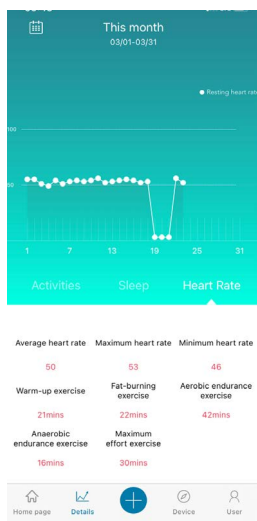 This month
03/01-03/31
Resting heart rate
100
50
1 7 13 19 25 31
Activities Sleep Heart Rate
Average heart rate Maximum heart rate Minimum heart rate
50 53 46
Warm-up exercise Fat-burning exercise Aerobic endurance exercise
21mins 22mins 42mins
Anaerobic endurance exercise Maximum effort exercise
16mins 30mins
Home page Details Device User